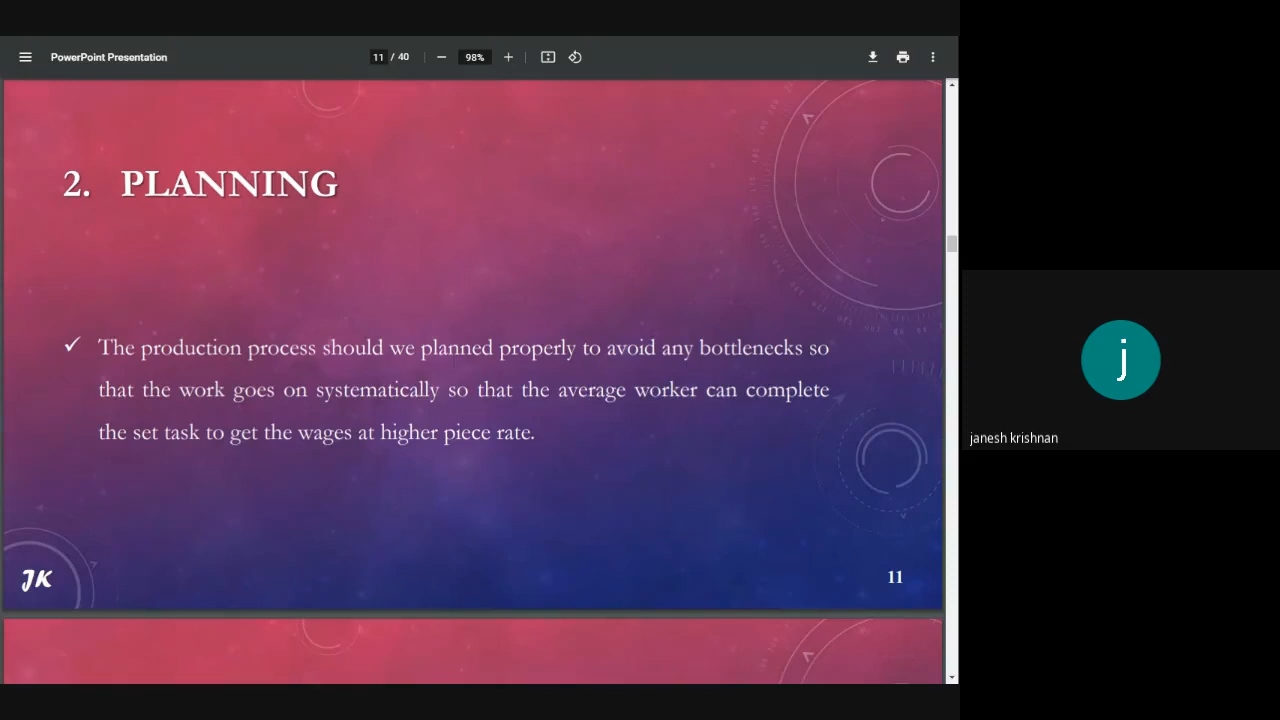 PowerPoint Presentation
11 / 40
98%
2. PLANNING
✓ The production process should we planned properly to avoid any bottlenecks so
that the work goes on systematically so that the average worker can complete
the set task to get the wages at higher piece rate.
JK
11
j
janesh krishnan